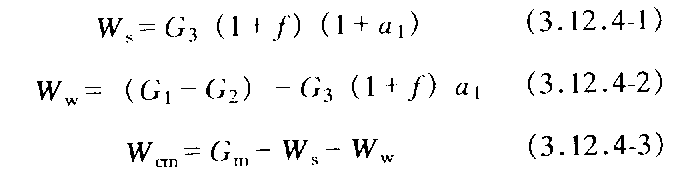 W_s = G_3 (1 + f) (1 + a_1) (3.12.4-1)
W_w = (G_1 - G_2) - G_3 (1 + f) a_1 (3.12.4-2)
W_cm = G_m - W_s - W_w (3.12.4-3)